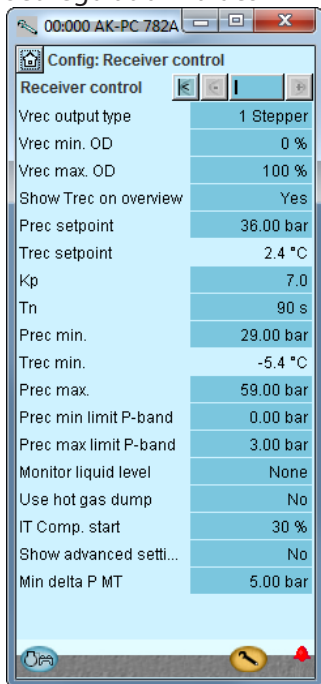 00:000 AK-PC 782A
Config: Receiver control
Receiver control
Vrec output type 1 Stepper
Vrec min. OD 0 %
Vrec max. OD 100 %
Show Trec on overview Yes
Prec setpoint 36.00 bar
Trec setpoint 2.4 °C
Kp 7.0
Tn 90 s
Prec min. 29.00 bar
Trec min. -5.4 °C
Prec max. 59.00 bar
Prec min limit P-band 0.00 bar
Prec max limit P-band 3.00 bar
Monitor liquid level None
Use hot gas dump No
IT Comp. start 30 %
Show advanced setti... No
Min delta P MT 5.00 bar